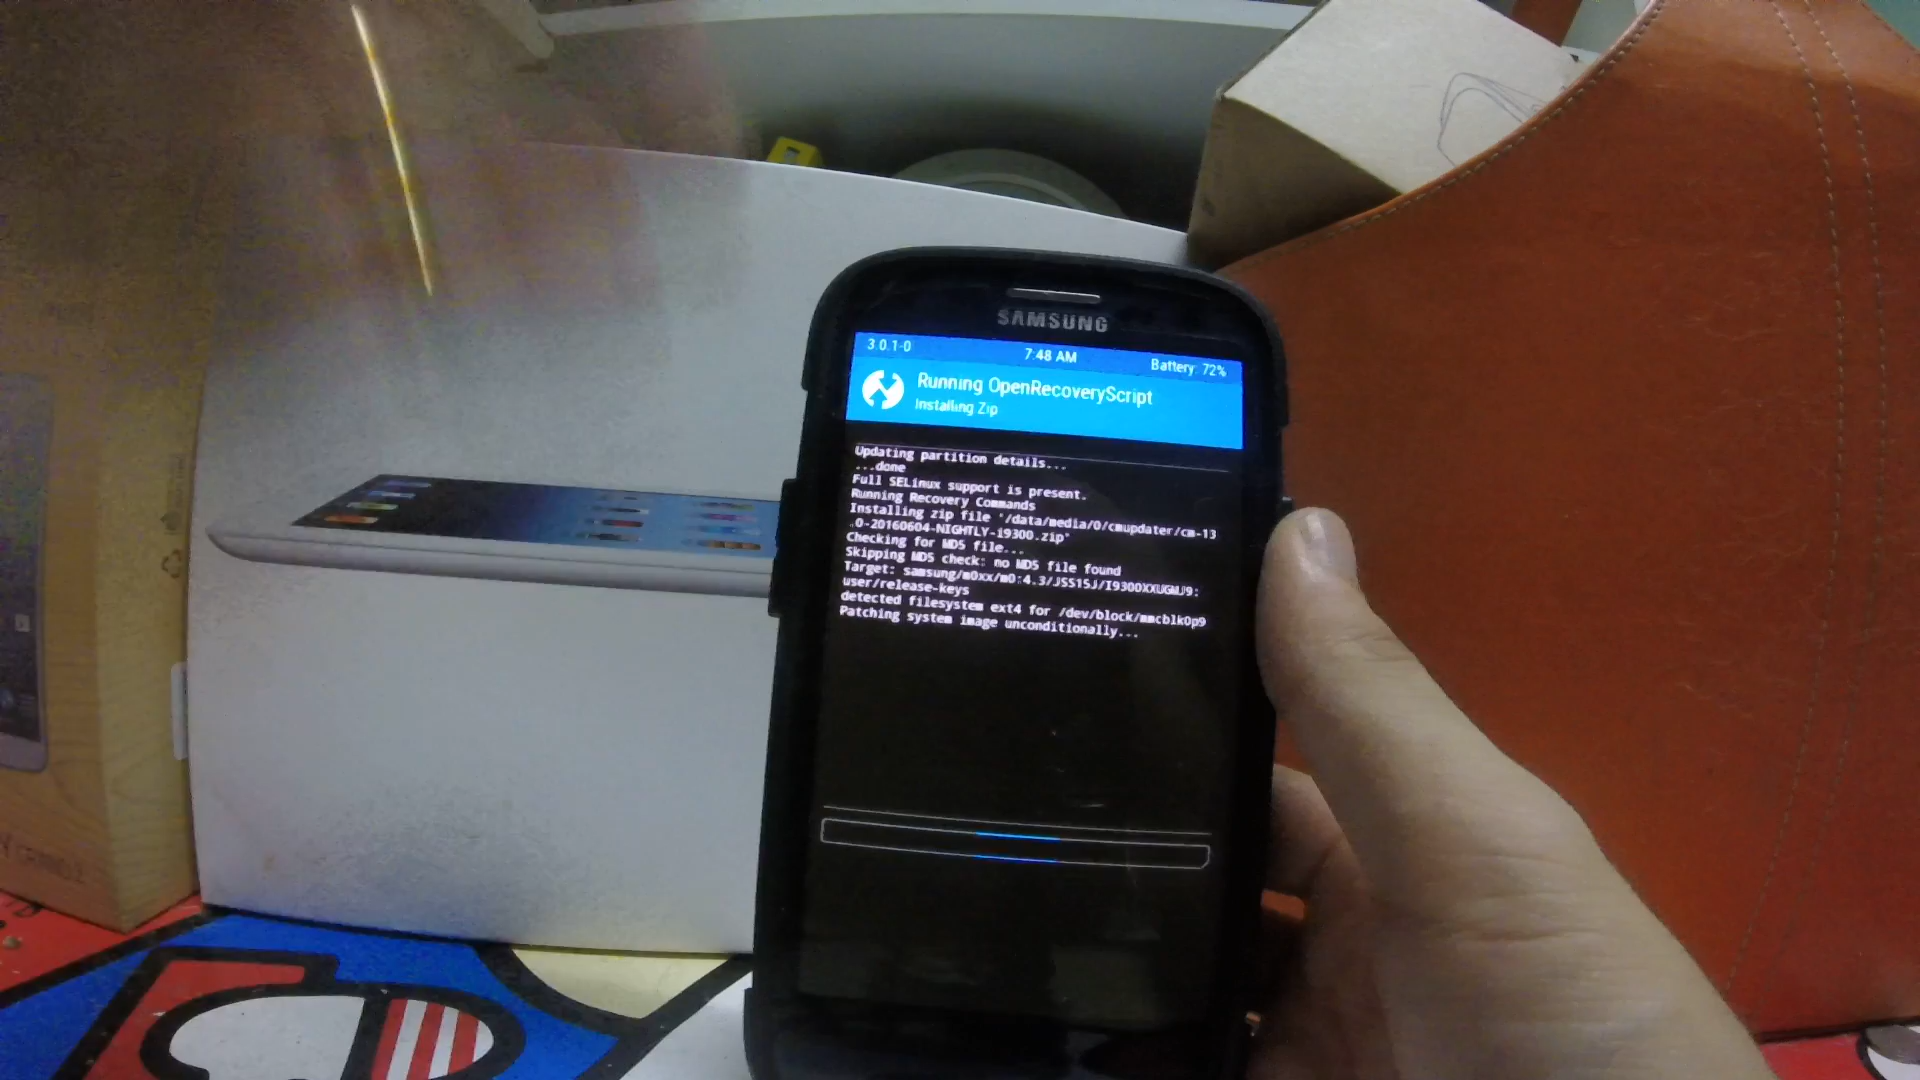 SAMSUNG
3.0.1-0
7:48 AM
Battery: 72%
Running OpenRecoveryScript
Installing Zip
Updating partition details...
...done
Full SELinux support is present.
Running Recovery Commands
Installing zip file '/data/media/0/cmupdater/cm-13
.0-20160604-NIGHTLY-i9300.zip'
Checking for MD5 file...
Skipping MD5 check: no MD5 file found
Target: samsung/m0xx/m0:4.3/JSS15J/I9300XXUGMJ9:
user/release-keys
detected filesystem ext4 for /dev/block/mmcblk0p9
Patching system image unconditionally...